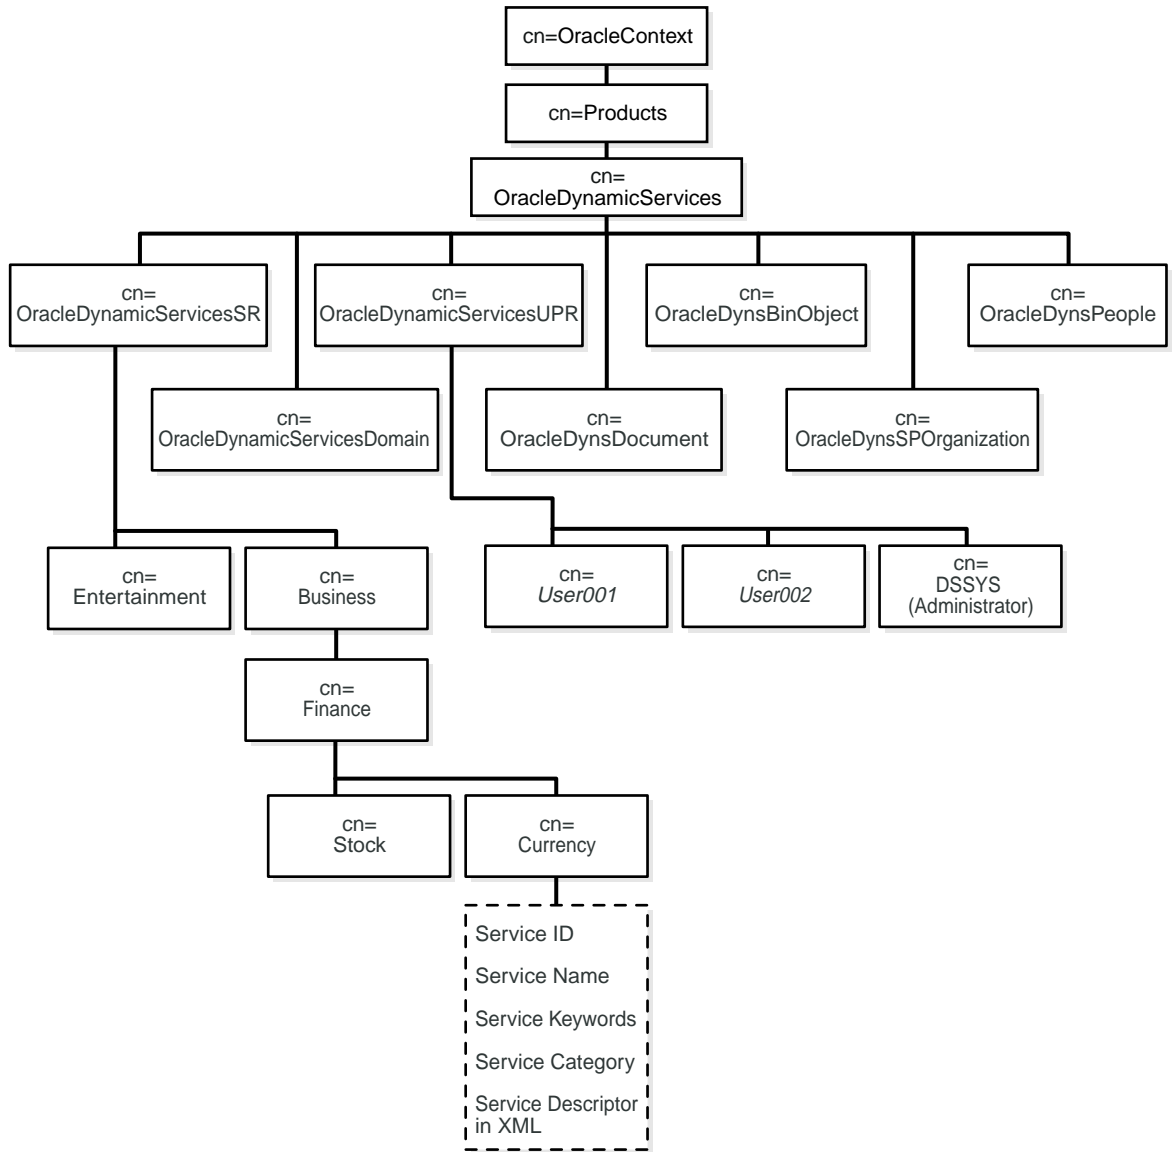 cn=OracleContext
cn=Products
cn=
OracleDynamicServices
cn=
OracleDynamicServicesSR
cn=
OracleDynamicServicesUPR
cn=
OracleDynsBinObject
cn=
OracleDynsPeople
cn=
OracleDynamicServicesDomain
cn=
OracleDynsDocument
cn=
OracleDynsSPOrganization
cn=
Entertainment
cn=
Business
cn=
User001
cn=
User002
cn=
DSSYS
(Administrator)
cn=
Finance
cn=
Stock
cn=
Currency
Service ID
Service Name
Service Keywords
Service Category
Service Descriptor
in XML